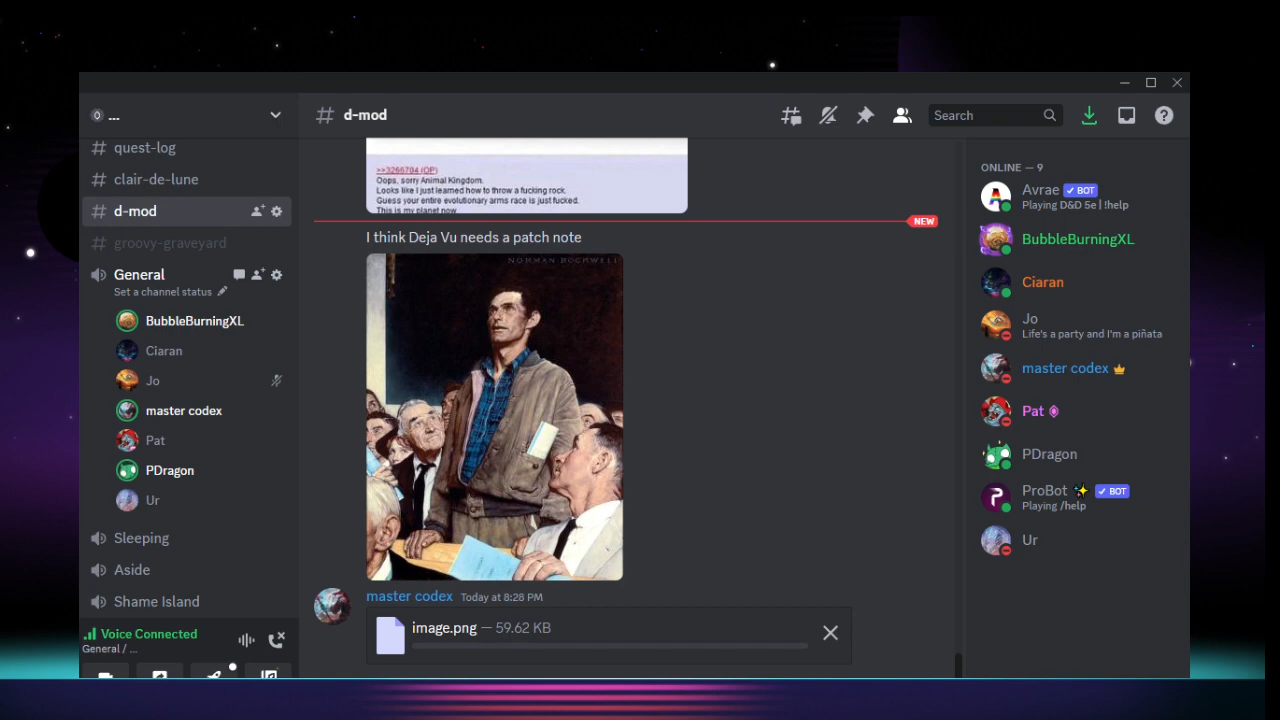 ...
quest-log
clair-de-lune
d-mod
groovy-graveyard
General
Set a channel status
BubbleBurningXL
Ciaran
Jo
master codex
Pat
PDragon
Ur
Sleeping
Aside
Shame Island
Voice Connected
General / ...
d-mod
Search
>>3266704 (OP)
Oops, sorry Animal Kingdom.
Looks like I just learned how to throw a fucking rock.
Guess your entire evolutionary arms race is just fucked.
This is my planet now
NEW
I think Deja Vu needs a patch note
NORMAN ROCKWELL
master codex Today at 8:28 PM
image.png — 59.62 KB
ONLINE — 9
Avrae BOT
Playing D&D 5e | !help
BubbleBurningXL
Ciaran
Jo
Life's a party and I'm a piñata
master codex
Pat
PDragon
ProBot BOT
Playing /help
Ur